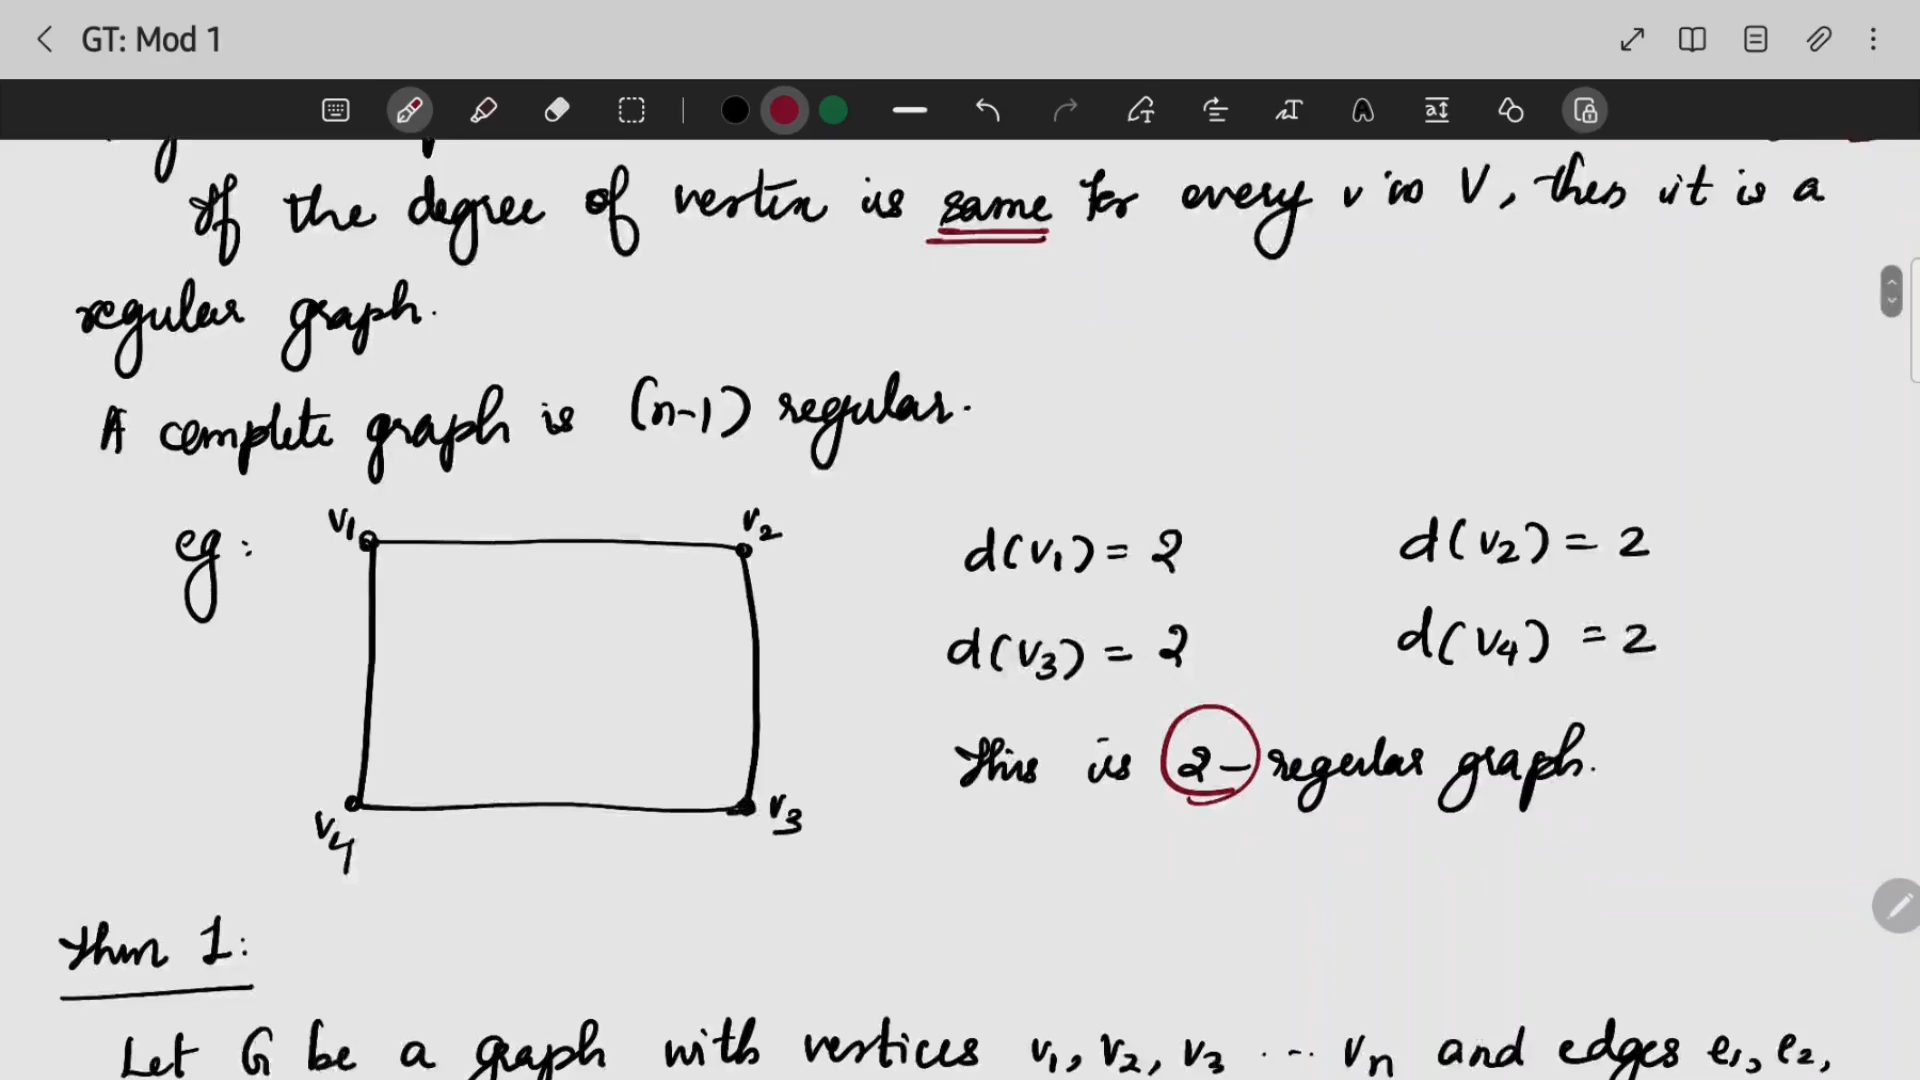 GT: Mod 1
If the degree of vertex is same for every v in V, then it is a
regular graph.
A complete graph is (n-1) regular.
eg:
v1
v2
v4
v3
d(v1) = 2
d(v2) = 2
d(v3) = 2
d(v4) = 2
This is 2- regular graph.
Thm 1:
Let G be a graph with vertices v1, v2, v3 ... vn and edges e1, e2,